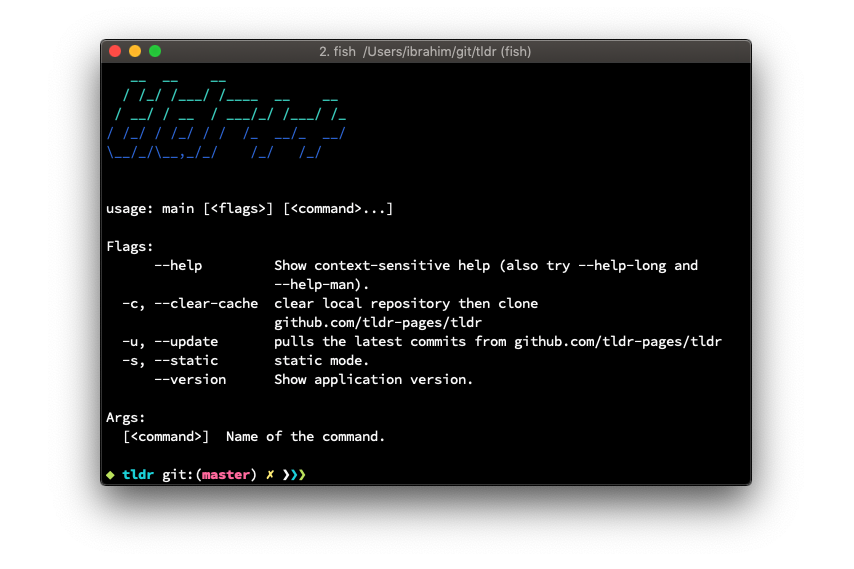 2. fish /Users/ibrahim/git/tldr (fish)
   __  __    __
  / /_/ /___/ /____  __    __
 / __/ / __  / ___/_/ /___/ /_
/ /_/ / /_/ / /  /_  __/_  __/
\__/_/\__,_/_/    /_/   /_/
usage: main [<flags>] [<command>...]
Flags:
      --help         Show context-sensitive help (also try --help-long and
                     --help-man).
  -c, --clear-cache  clear local repository then clone
                     github.com/tldr-pages/tldr
  -u, --update       pulls the latest commits from github.com/tldr-pages/tldr
  -s, --static       static mode.
      --version      Show application version.
Args:
  [<command>]  Name of the command.
◆ tldr git:(master) ✗ ❯❯❯